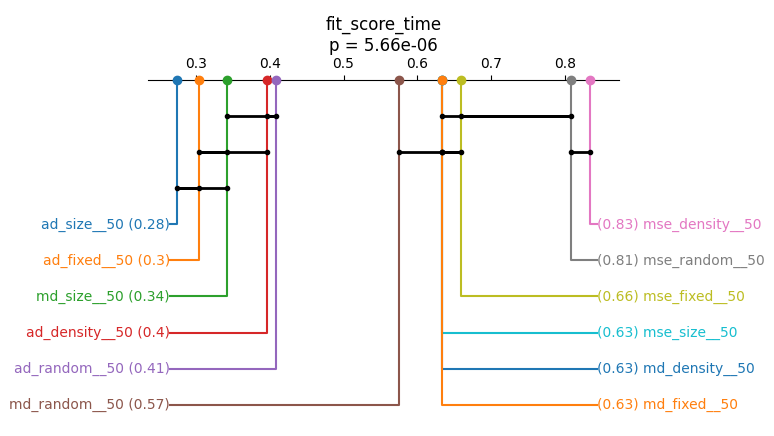 fit_score_time
p = 5.66e-06
0.3 0.4 0.5 0.6 0.7 0.8
ad_size__50 (0.28) (0.83) mse_density__50
ad_fixed__50 (0.3) (0.81) mse_random__50
md_size__50 (0.34) (0.66) mse_fixed__50
ad_density__50 (0.4) (0.63) mse_size__50
ad_random__50 (0.41) (0.63) md_density__50
md_random__50 (0.57) (0.63) md_fixed__50